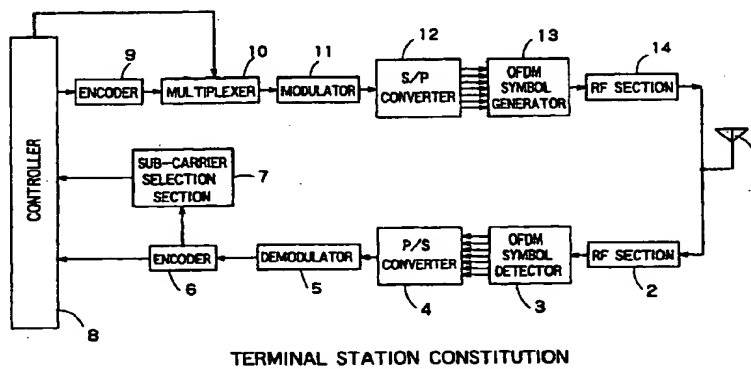 9
10
11
12
13
14
ENCODER
MULTIPLEXER
MODULATOR
S/P
CONVERTER
OFDM
SYMBOL
GENERATOR
RF SECTION
CONTROLLER
SUB-CARRIER
SELECTION
SECTION
7
ENCODER
DEMODULATOR
P/S
CONVERTER
OFDM
SYMBOL
DETECTOR
RF SECTION
6
5
4
3
2
8
TERMINAL STATION CONSTITUTION